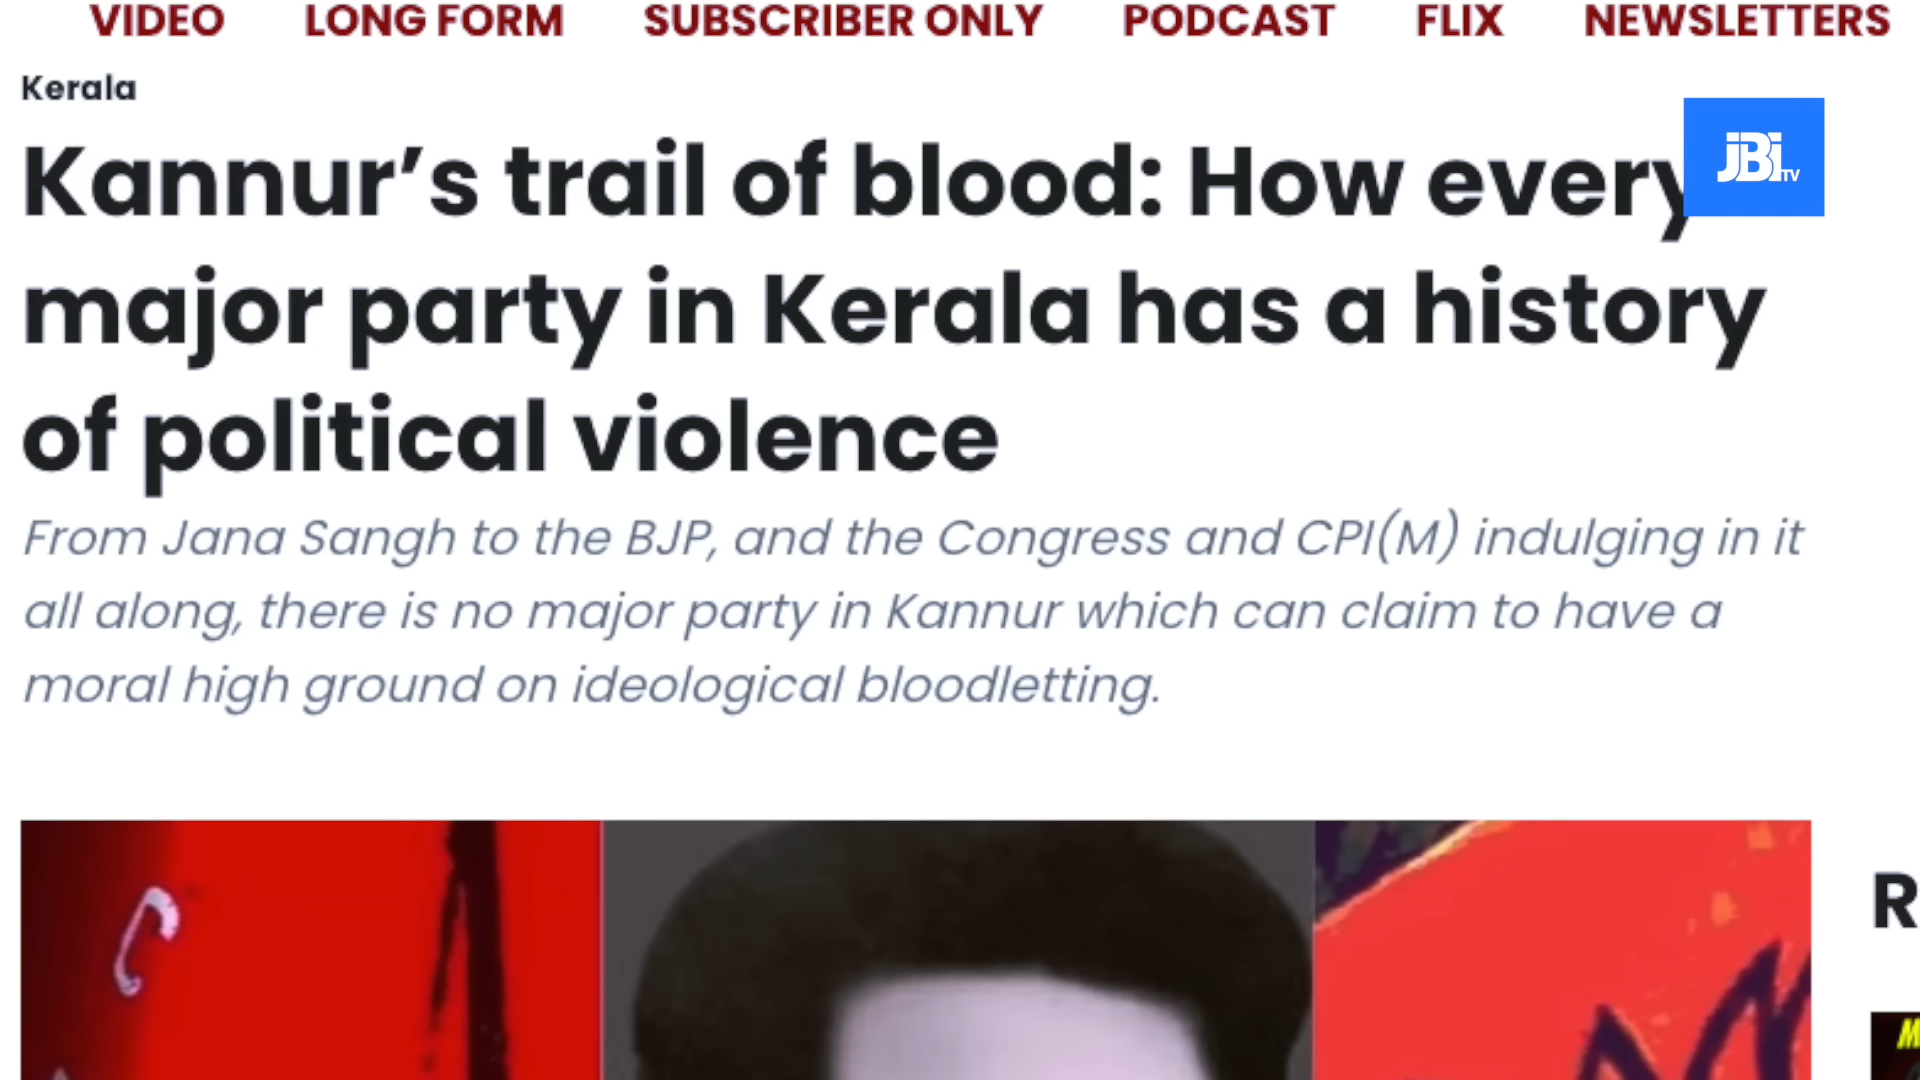 VIDEO LONG FORM SUBSCRIBER ONLY PODCAST FLIX NEWSLETTERS
Kerala
JBi TV
Kannur’s trail of blood: How every
major party in Kerala has a history
of political violence
From Jana Sangh to the BJP, and the Congress and CPI(M) indulging in it
all along, there is no major party in Kannur which can claim to have a
moral high ground on ideological bloodletting.
R
M